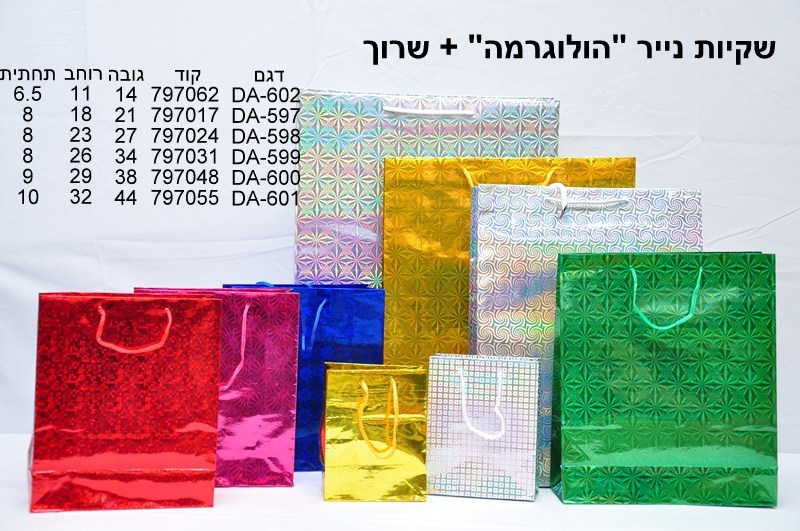 שקיות נייר "הולוגרמה" + שרוך
דגם קוד גובה רוחב תחתית
DA-602 797062 14 11 6.5
DA-597 797017 21 18 8
DA-598 797024 27 23 8
DA-599 797031 34 26 8
DA-600 797048 38 29 9
DA-601 797055 44 32 10